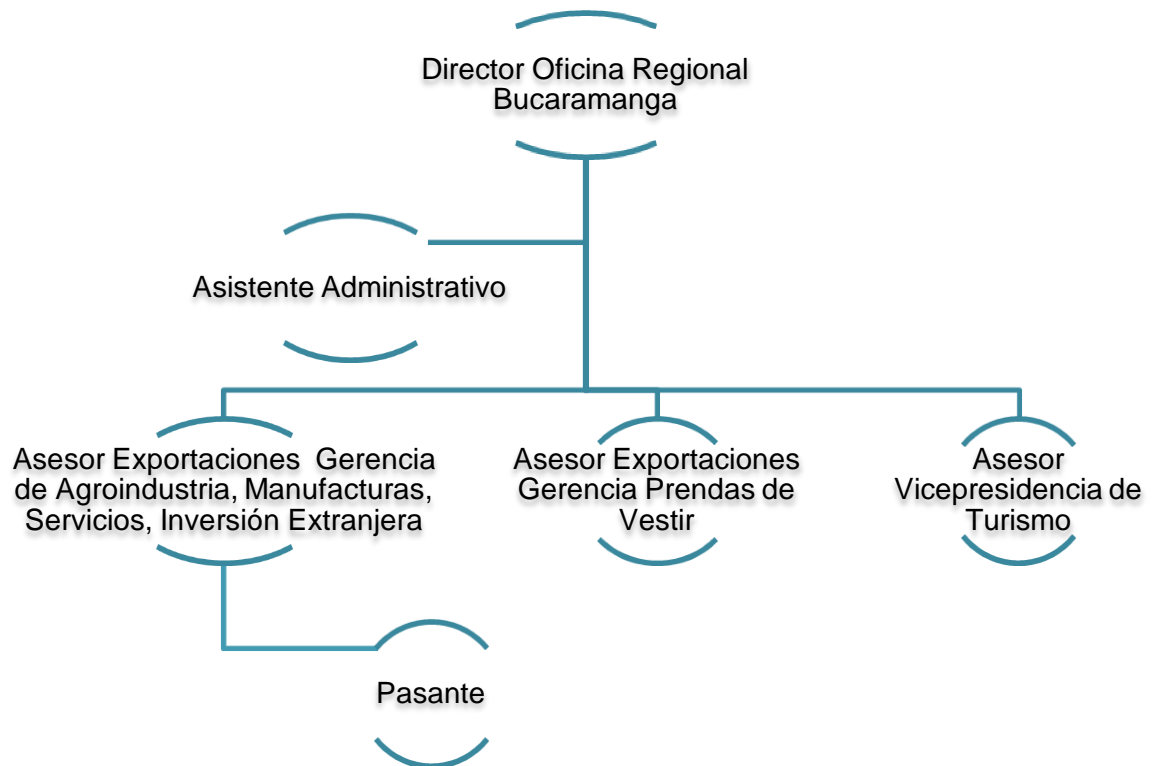 Director Oficina Regional
Bucaramanga
Asistente Administrativo
Asesor Exportaciones Gerencia
de Agroindustria, Manufacturas,
Servicios, Inversión Extranjera
Asesor Exportaciones
Gerencia Prendas de
Vestir
Asesor
Vicepresidencia de
Turismo
Pasante